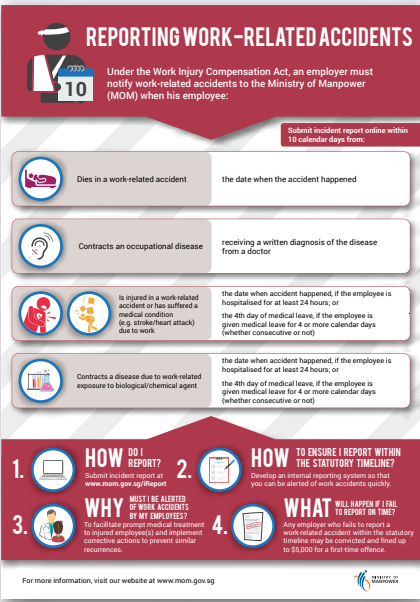 REPORTING WORK-RELATED ACCIDENTS
Under the Work Injury Compensation Act, an employer must
notify work-related accidents to the Ministry of Manpower
(MOM) when his employee:
10
Submit incident report online within
10 calendar days from:
Dies in a work-related accident
the date when the accident happened
Contracts an occupational disease
receiving a written diagnosis of the disease
from a doctor
Is injured in a work-related
accident or has suffered a
medical condition
(e.g. stroke/heart attack)
due to work
the date when accident happened, if the employee is
hospitalised for at least 24 hours; or
the 4th day of medical leave, if the employee is
given medical leave for 4 or more calendar days
(whether consecutive or not)
Contracts a disease due to work-related
exposure to biological/chemical agent
the date when accident happened, if the employee is
hospitalised for at least 24 hours; or
the 4th day of medical leave, if the employee is
given medical leave for 4 or more calendar days
(whether consecutive or not)
1.
HOW DO I
REPORT?
Submit incident report at
www.mom.gov.sg/iReport
2.
HOW TO ENSURE I REPORT WITHIN
THE STATUTORY TIMELINE?
Develop an internal reporting system so that
you can be alerted of work accidents quickly.
3.
WHY MUST I BE ALERTED
OF WORK ACCIDENTS
BY MY EMPLOYEES?
To facilitate prompt medical treatment
to injured employee(s) and implement
corrective actions to prevent similar
recurrences.
4.
WHAT WILL HAPPEN IF I FAIL
TO REPORT ON TIME?
Any employer who fails to report a
work-related accident within the statutory
timeline may be convicted and fined up
to $5,000 for a first-time offence.
For more information, visit our website at www.mom.gov.sg
MINISTRY OF
MANPOWER